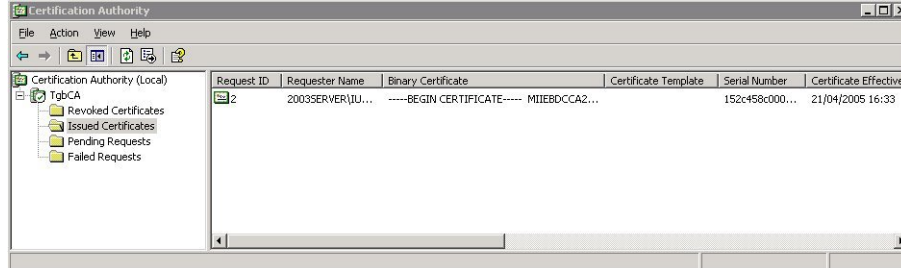 Certification Authority
File Action View Help
Certification Authority (Local)
TgbCA
Revoked Certificates
Issued Certificates
Pending Requests
Failed Requests
Request ID Requester Name Binary Certificate Certificate Template Serial Number Certificate Effective
2 2003SERVER\IU... -----BEGIN CERTIFICATE----- MIIEBDCCA2... 152c458c000... 21/04/2005 16:33